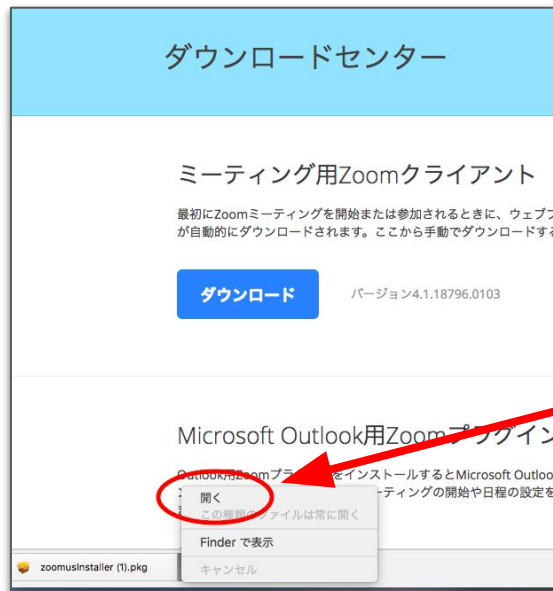 ダウンロードセンター
ミーティング用Zoomクライアント
最初にZoomミーティングを開始または参加されるときに、ウェブブ
が自動的にダウンロードされます。ここから手動でダウンロードする
ダウンロード
バージョン4.1.18796.0103
Microsoft Outlook用Zoomプラグイン
Outlook用Zoomプラ をインストールするとMicrosoft Outloo
ーティングの開始や日程の設定を
開く
この種類のファイルは常に開く
Finder で表示
キャンセル
zoomusInstaller (1).pkg